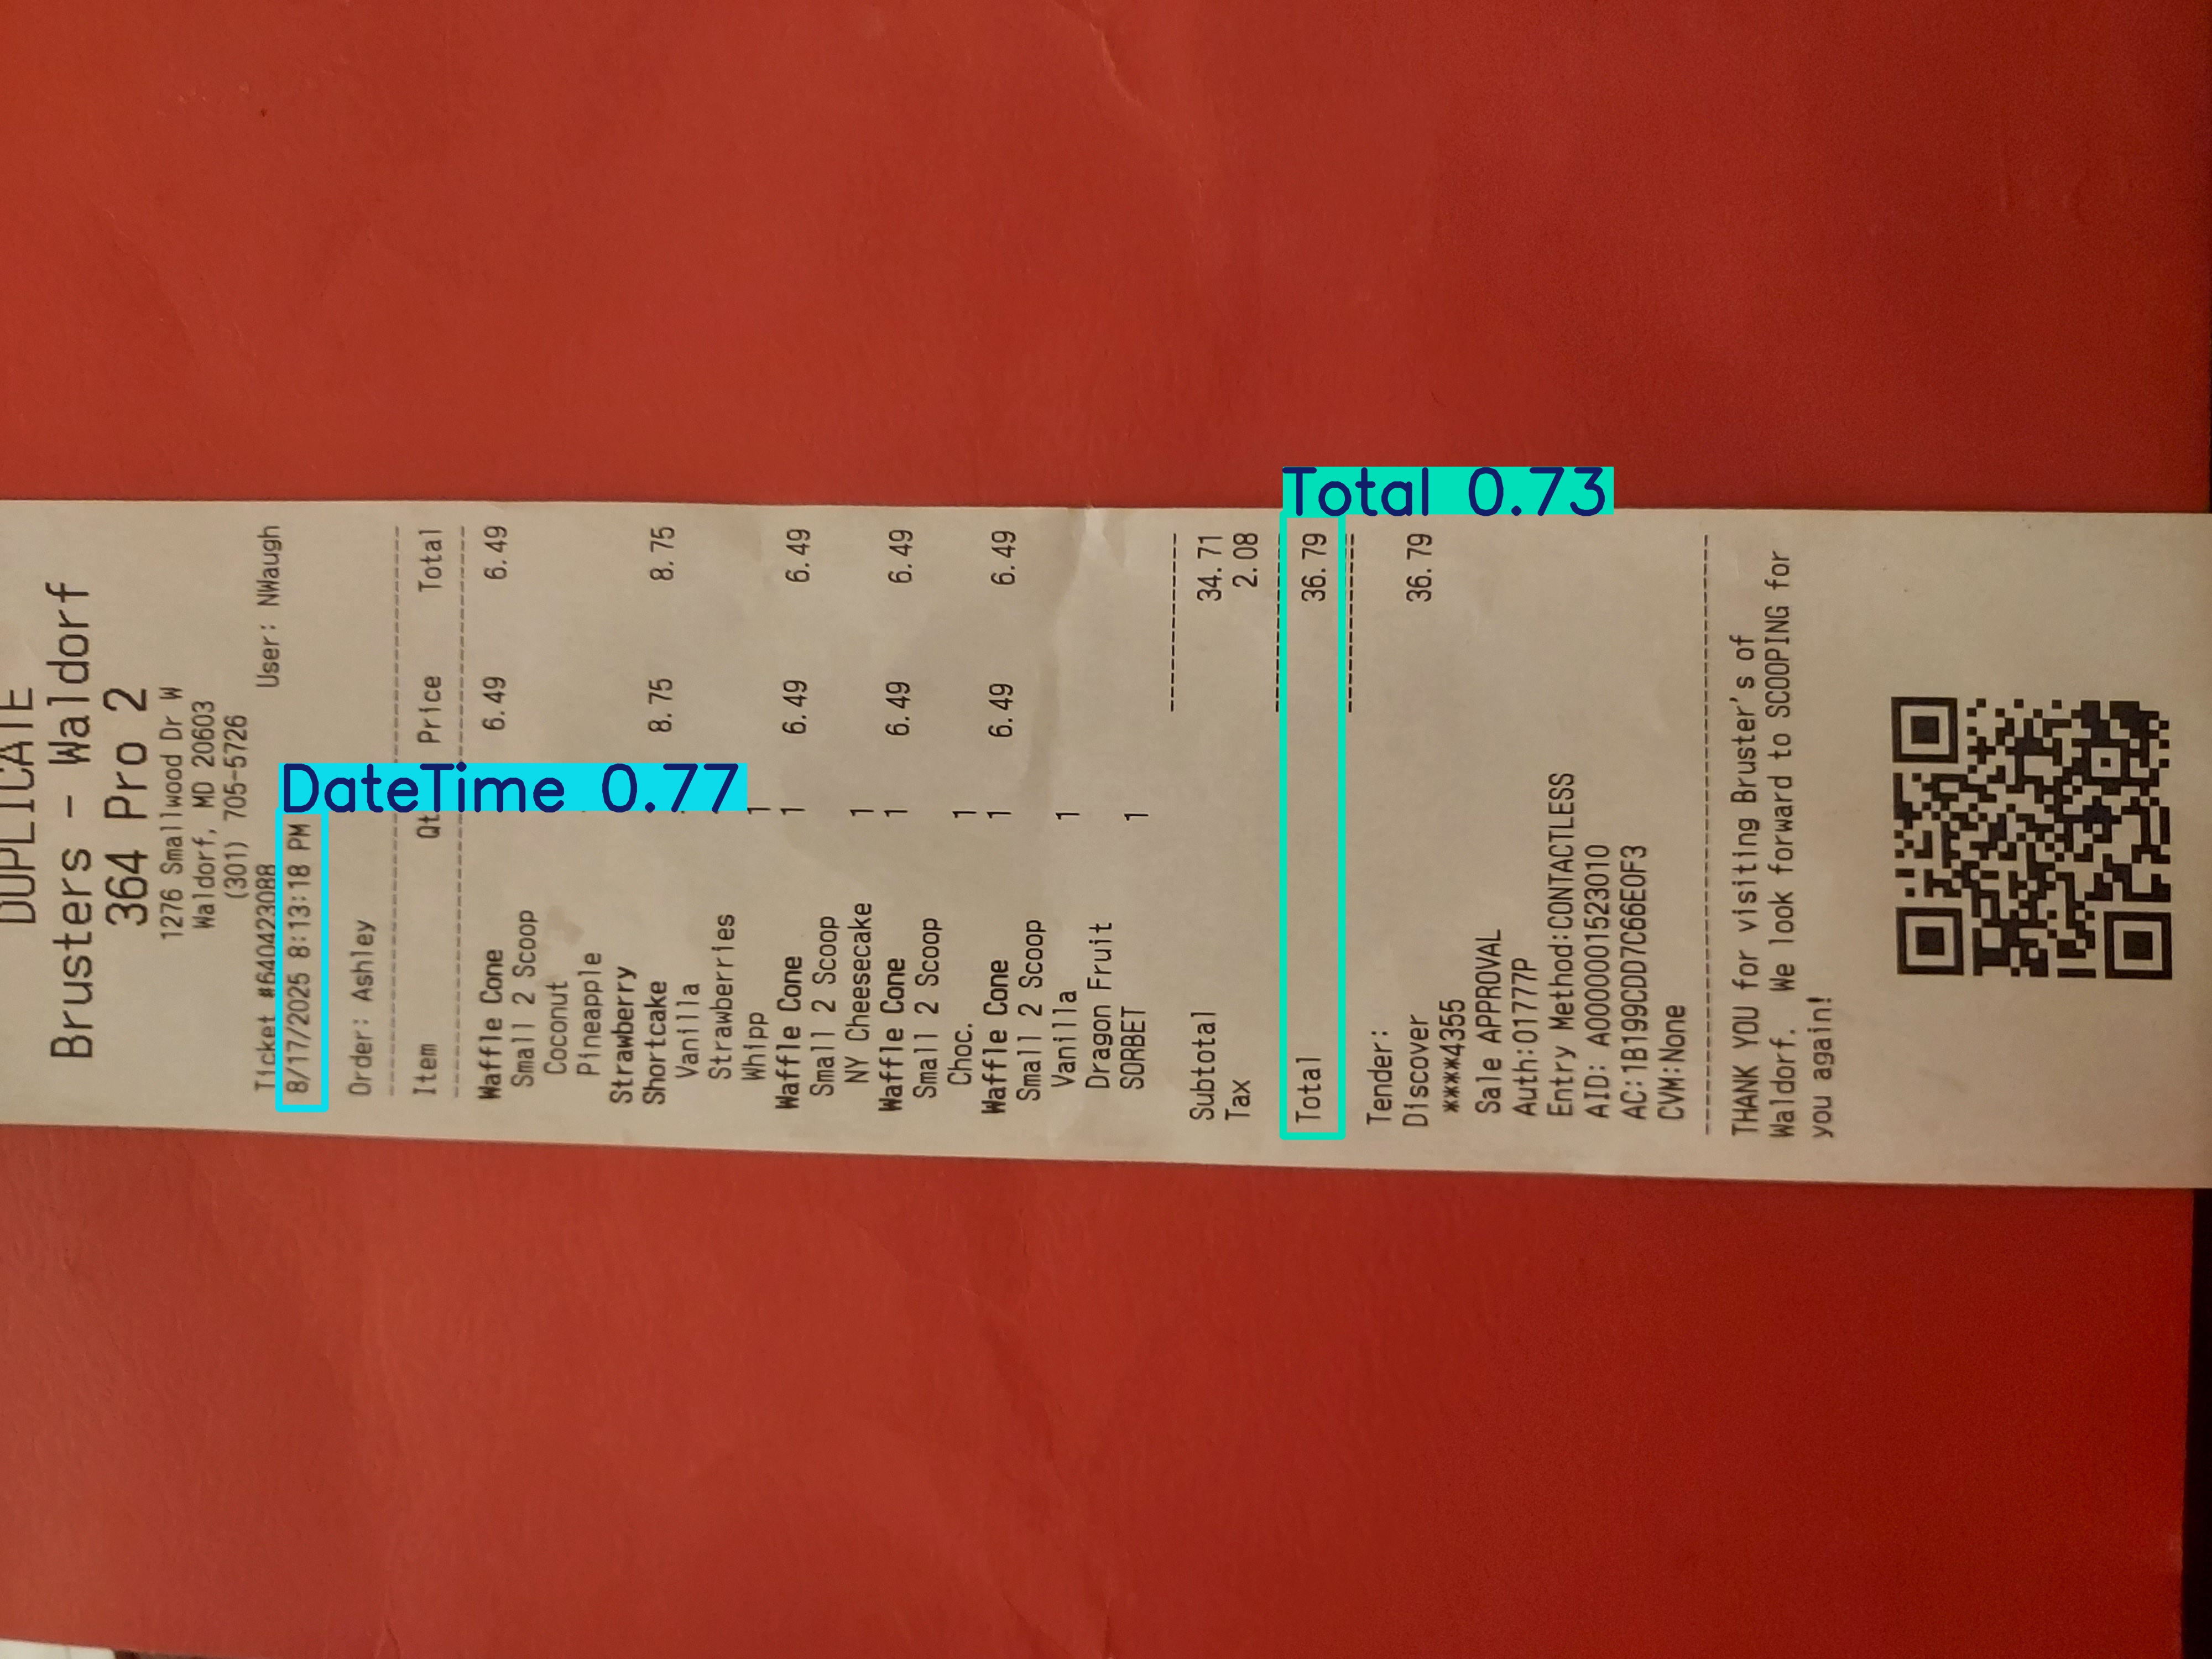 DUPLICATE
Brusters - Waldorf
364 Pro 2
1276 Smallwood Dr W
Waldorf, MD 20603
(301) 705-5726
Ticket #64042308B User: NWaugh
8/17/2025 8:13:18 PM
DateTime 0.77
Order: Ashley
Item Price Total
Waffle Cone 6.49 6.49
Small 2 Scoop
Coconut
Pineapple
Strawberry
Shortcake 8.75 8.75
Vanilla
Strawberries
Whipp 1
Waffle Cone 1 6.49 6.49
Small 2 Scoop
NY Cheesecake 1
Waffle Cone 1 6.49 6.49
Small 2 Scoop
Choc. 1
Waffle Cone 1 6.49 6.49
Small 2 Scoop
Vanilla 1
Dragon Fruit
SORBET 1
Subtotal 34.71
Tax 2.08
Total 0.73
Total 36.79
Tender:
Discover 36.79
****4355
Sale APPROVAL
Auth:01777P
Entry Method:CONTACTLESS
AID: A0000001523010
AC:1B199CDD7C66E0F3
CVM:None
THANK YOU for visiting Bruster's of
Waldorf. We look forward to SCOOPING for
you again!